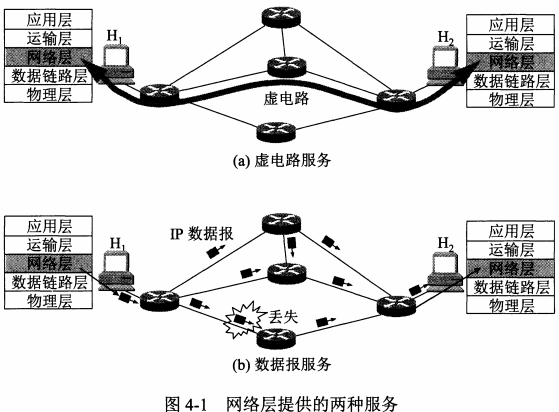 应用层
运输层
网络层
数据链路层
物理层
H1
H2
应用层
运输层
网络层
数据链路层
物理层
虚电路
(a) 虚电路服务
应用层
运输层
网络层
数据链路层
物理层
H1
IP 数据报
H2
应用层
运输层
网络层
数据链路层
物理层
丢失
(b) 数据报服务
图 4-1 网络层提供的两种服务